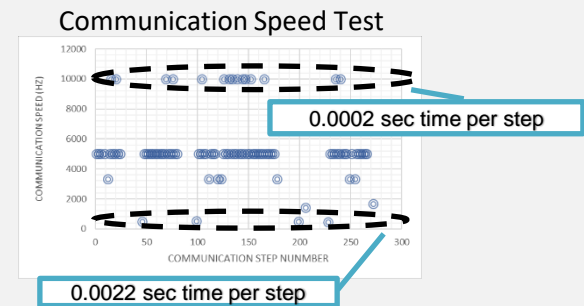 Communication Speed Test
COMMUNICATION SPEED (HZ)
12000
10000
8000
6000
4000
2000
0
0 50 100 150 200 250 300
COMMUNICATION STEP NUNMBER
0.0002 sec time per step
0.0022 sec time per step